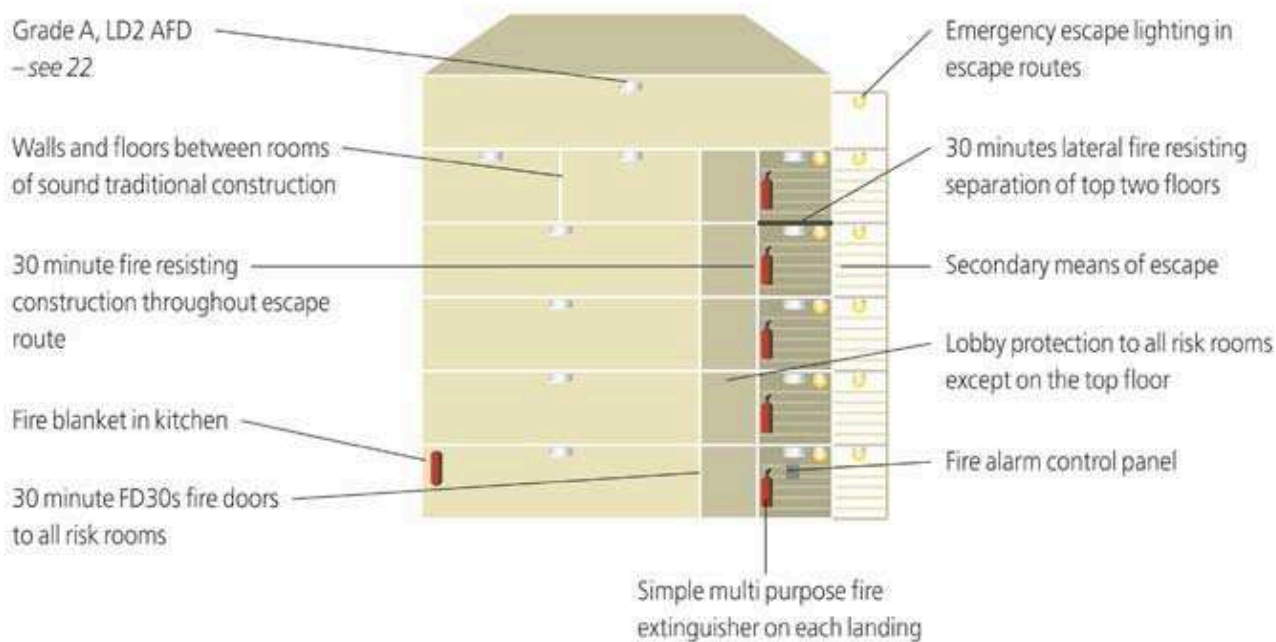 Grade A, LD2 AFD
– see 22
Walls and floors between rooms
of sound traditional construction
30 minute fire resisting
construction throughout escape
route
Fire blanket in kitchen
30 minute FD30s fire doors
to all risk rooms
Emergency escape lighting in
escape routes
30 minutes lateral fire resisting
separation of top two floors
Secondary means of escape
Lobby protection to all risk rooms
except on the top floor
Fire alarm control panel
Simple multi purpose fire
extinguisher on each landing